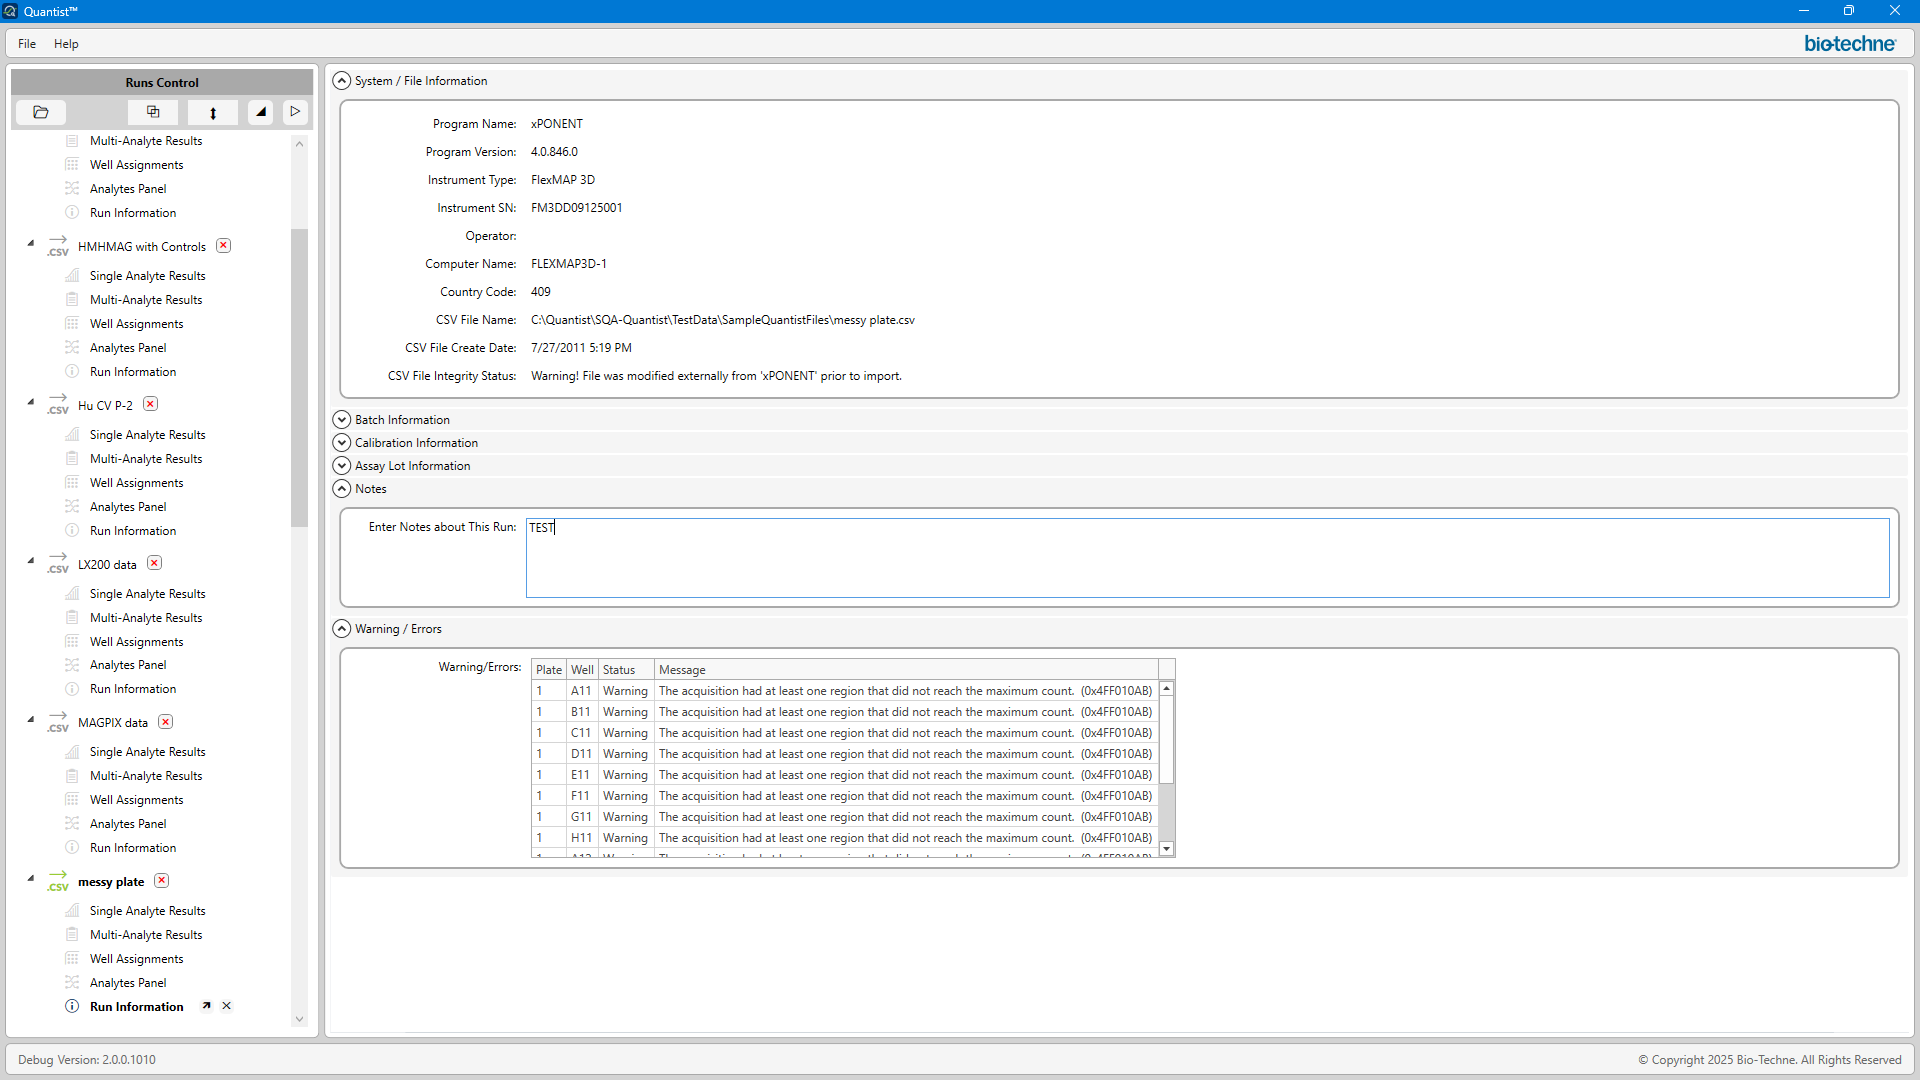 Quantist™
File Help
bio-techne
Runs Control
Multi-Analyte Results
Well Assignments
Analytes Panel
Run Information
.CSV HMHMAG with Controls
Single Analyte Results
Multi-Analyte Results
Well Assignments
Analytes Panel
Run Information
.CSV Hu CV P-2
Single Analyte Results
Multi-Analyte Results
Well Assignments
Analytes Panel
Run Information
.CSV LX200 data
Single Analyte Results
Multi-Analyte Results
Well Assignments
Analytes Panel
Run Information
.CSV MAGPIX data
Single Analyte Results
Multi-Analyte Results
Well Assignments
Analytes Panel
Run Information
.CSV messy plate
Single Analyte Results
Multi-Analyte Results
Well Assignments
Analytes Panel
Run Information
System / File Information
Program Name: xPONENT
Program Version: 4.0.846.0
Instrument Type: FlexMAP 3D
Instrument SN: FM3DD09125001
Operator:
Computer Name: FLEXMAP3D-1
Country Code: 409
CSV File Name: C:\Quantist\SQA-Quantist\TestData\SampleQuantistFiles\messy plate.csv
CSV File Create Date: 7/27/2011 5:19 PM
CSV File Integrity Status: Warning! File was modified externally from 'xPONENT' prior to import.
Batch Information
Calibration Information
Assay Lot Information
Notes
Enter Notes about This Run: TEST
Warning / Errors
Warning/Errors: Plate Well Status Message
1 A11 Warning The acquisition had at least one region that did not reach the maximum count. (0x4FF010AB)
1 B11 Warning The acquisition had at least one region that did not reach the maximum count. (0x4FF010AB)
1 C11 Warning The acquisition had at least one region that did not reach the maximum count. (0x4FF010AB)
1 D11 Warning The acquisition had at least one region that did not reach the maximum count. (0x4FF010AB)
1 E11 Warning The acquisition had at least one region that did not reach the maximum count. (0x4FF010AB)
1 F11 Warning The acquisition had at least one region that did not reach the maximum count. (0x4FF010AB)
1 G11 Warning The acquisition had at least one region that did not reach the maximum count. (0x4FF010AB)
1 H11 Warning The acquisition had at least one region that did not reach the maximum count. (0x4FF010AB)
Debug Version: 2.0.0.1010
© Copyright 2025 Bio-Techne. All Rights Reserved